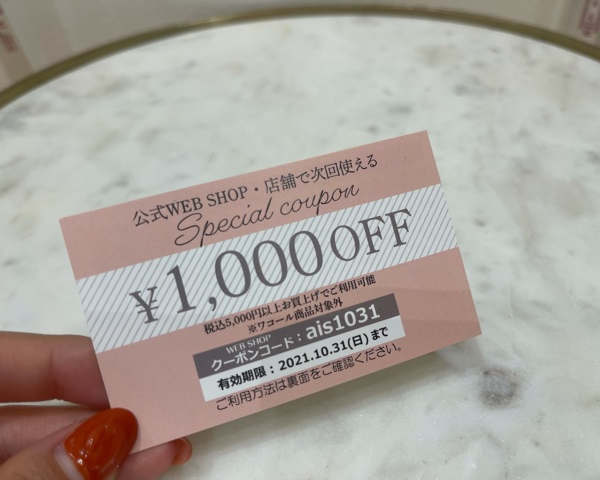 公式WEB SHOP・店舗で次回使える
Special coupon
¥1,000OFF
税込5,000円以上お買上げでご利用可能
※ワコール商品対象外
WEB SHOP
クーポンコード：ais1031
有効期限：2021.10.31(日)まで
ご利用方法は裏面をご確認ください。